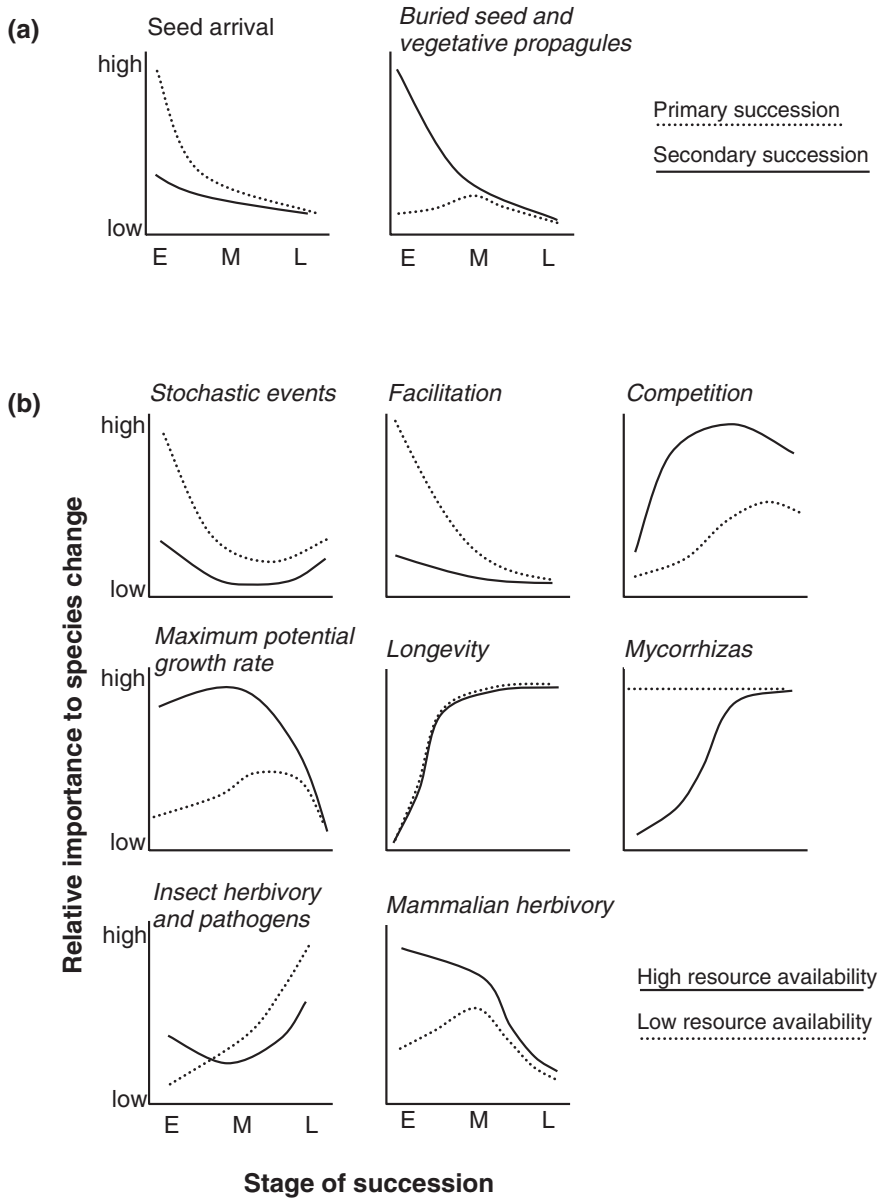 (a)
Seed arrival
Buried seed and
vegetative propagules
high
low
E M L
E M L
Primary succession
Secondary succession
(b)
Relative importance to species change
Stochastic events
Facilitation
Competition
high
low
Maximum potential
growth rate
Longevity
Mycorrhizas
high
low
Insect herbivory
and pathogens
Mammalian herbivory
high
low
E M L
E M L
High resource availability
Low resource availability
Stage of succession